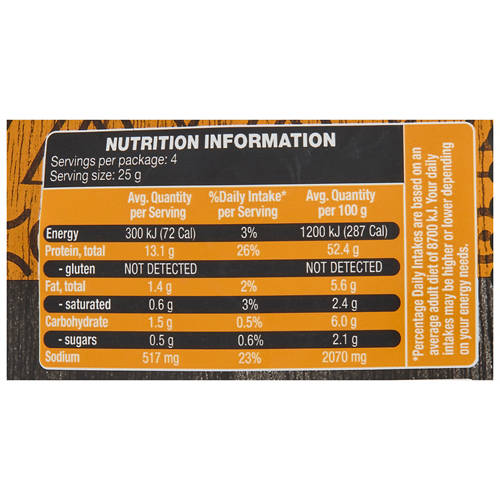 NUTRITION INFORMATION
Servings per package: 4
Serving size: 25 g
Avg. Quantity per Serving %Daily Intake* per Serving Avg. Quantity per 100 g
Energy 300 kJ (72 Cal) 3% 1200 kJ (287 Cal)
Protein, total 13.1 g 26% 52.4 g
- gluten NOT DETECTED NOT DETECTED
Fat, total 1.4 g 2% 5.6 g
- saturated 0.6 g 3% 2.4 g
Carbohydrate 1.5 g 0.5% 6.0 g
- sugars 0.5 g 0.6% 2.1 g
Sodium 517 mg 23% 2070 mg
*Percentage Daily Intakes are based on an
average adult diet of 8700 kJ. Your daily
intakes may be higher or lower depending
on your energy needs.